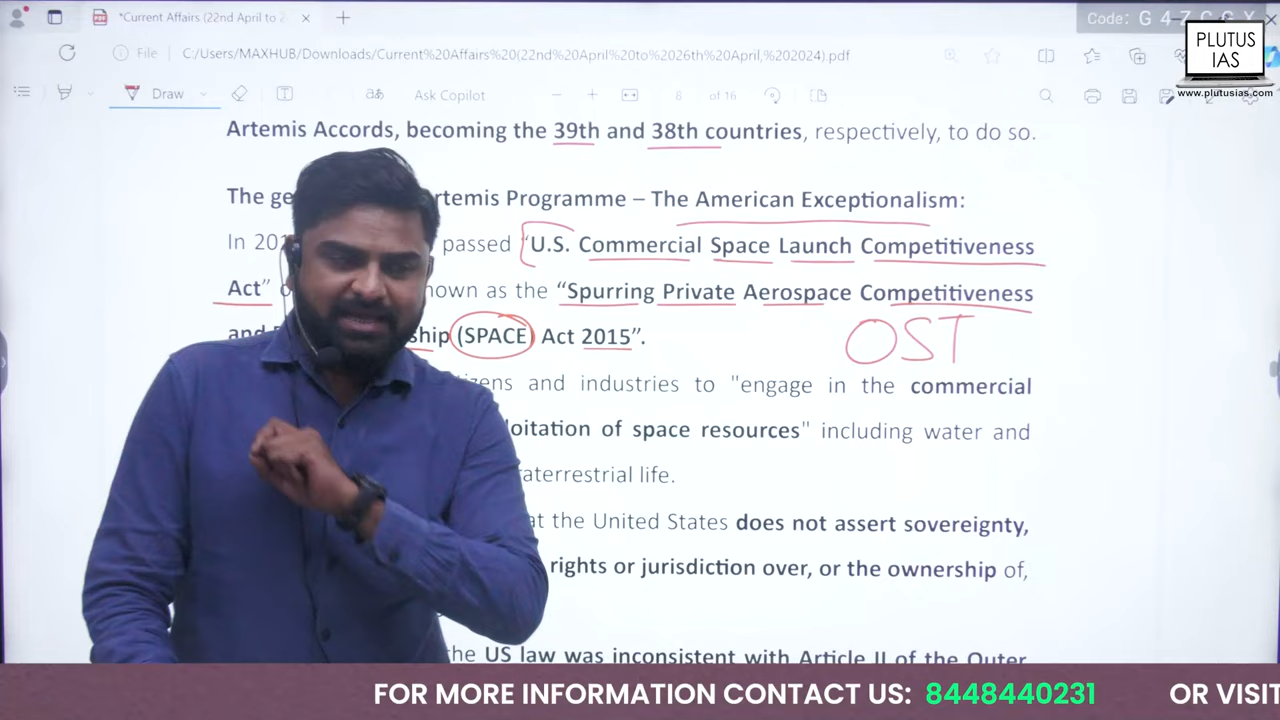 *Current Affairs (22nd April to 2
Code: G 4 Z C G X
PLUTUS
IAS
www.plutusias.com
File
C:/Users/MAXHUB/Downloads/Current%20Affairs%20(22nd%20April%20to%2026th%20April,%202024).pdf
Draw
Ask Copilot
8 of 16
Artemis Accords, becoming the 39th and 38th countries, respectively, to do so.
The ge rtemis Programme – The American Exceptionalism:
In 201 passed “U.S. Commercial Space Launch Competitiveness
Act” o nown as the “Spurring Private Aerospace Competitiveness
and ship (SPACE) Act 2015”.
OST
izens and industries to "engage in the commercial
loitation of space resources" including water and
raterrestrial life.
at the United States does not assert sovereignty,
rights or jurisdiction over, or the ownership of,
the US law was inconsistent with Article II of the Outer
FOR MORE INFORMATION CONTACT US: 8448440231 OR VISIT